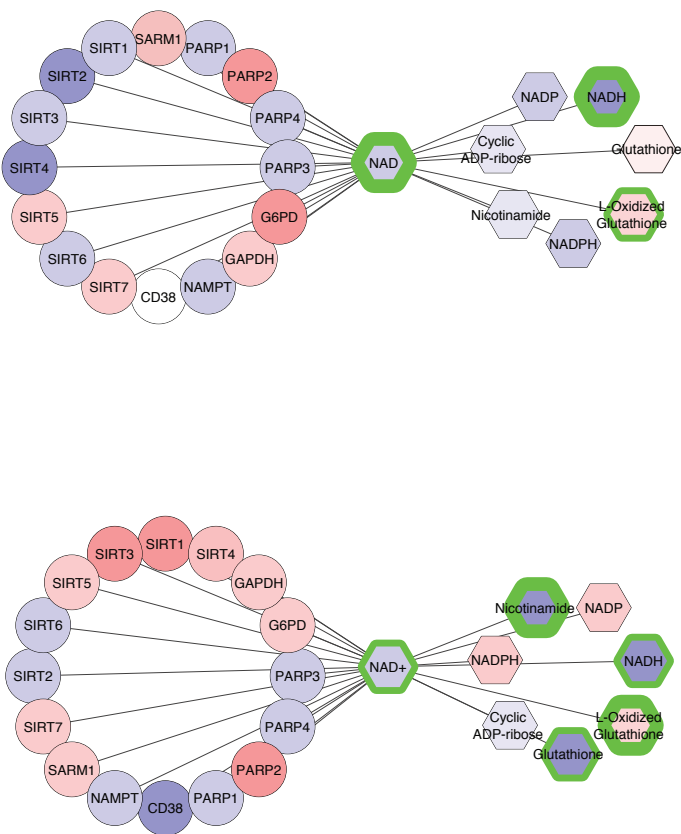 SARM1
SIRT1
PARP1
SIRT2
PARP2
SIRT3
PARP4
SIRT4
PARP3
SIRT5
G6PD
SIRT6
GAPDH
SIRT7
CD38
NAMPT
NAD
NADP
NADH
Cyclic
ADP-ribose
Glutathione
Nicotinamide
L-Oxidized
Glutathione
NADPH
SIRT3
SIRT1
SIRT4
SIRT5
GAPDH
SIRT6
G6PD
SIRT2
PARP3
SIRT7
PARP4
SARM1
PARP2
NAMPT
CD38
PARP1
NAD+
Nicotinamide
NADP
NADPH
NADH
Cyclic
ADP-ribose
L-Oxidized
Glutathione
Glutathione